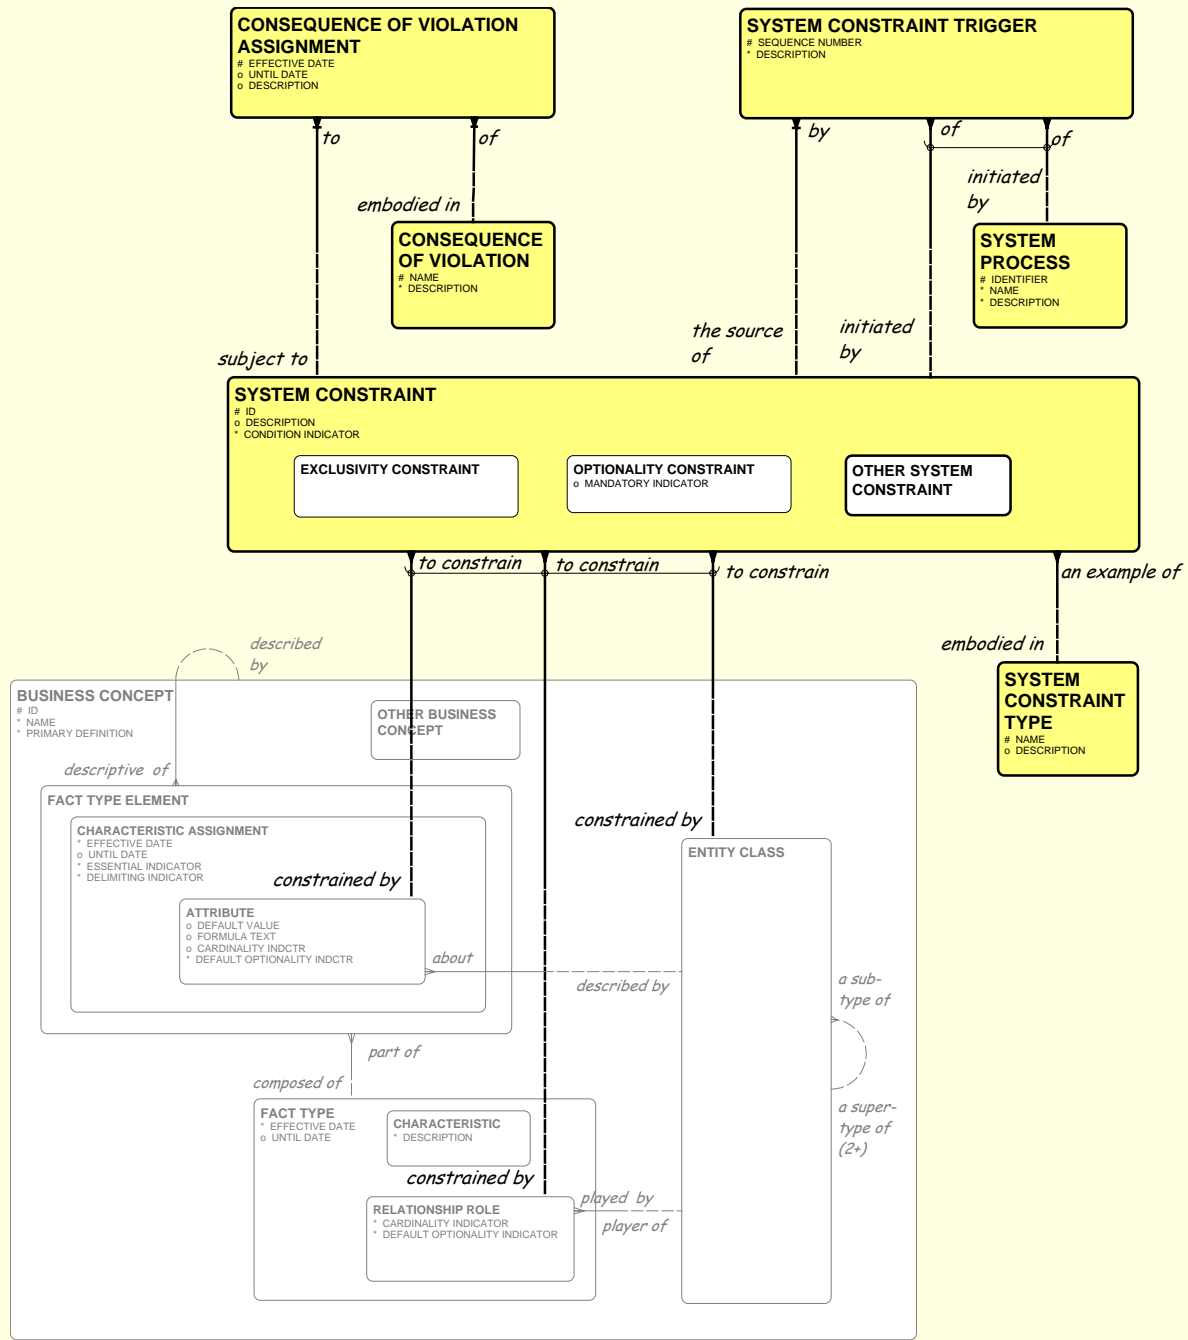 CONSEQUENCE OF VIOLATION
ASSIGNMENT
# EFFECTIVE DATE
o UNTIL DATE
o DESCRIPTION
SYSTEM CONSTRAINT TRIGGER
# SEQUENCE NUMBER
* DESCRIPTION
to
of
by
of
of
initiated
by
embodied in
CONSEQUENCE
OF VIOLATION
# NAME
* DESCRIPTION
SYSTEM
PROCESS
# IDENTIFIER
* NAME
* DESCRIPTION
subject to
the source
of
initiated
by
SYSTEM CONSTRAINT
# ID
o DESCRIPTION
* CONDITION INDICATOR
EXCLUSIVITY CONSTRAINT
OPTIONALITY CONSTRAINT
o MANDATORY INDICATOR
OTHER SYSTEM
CONSTRAINT
to constrain
to constrain
to constrain
an example of
embodied in
SYSTEM
CONSTRAINT
TYPE
# NAME
o DESCRIPTION
described
by
BUSINESS CONCEPT
# ID
* NAME
* PRIMARY DEFINITION
OTHER BUSINESS
CONCEPT
descriptive of
FACT TYPE ELEMENT
CHARACTERISTIC ASSIGNMENT
* EFFECTIVE DATE
o UNTIL DATE
* ESSENTIAL INDICATOR
* DELIMITING INDICATOR
constrained by
constrained by
ENTITY CLASS
ATTRIBUTE
o DEFAULT VALUE
o FORMULA TEXT
o CARDINALITY INDCTR
* DEFAULT OPTIONALITY INDCTR
about
described by
a sub-
type of
part of
composed of
a super-
type of
(2+)
FACT TYPE
* EFFECTIVE DATE
o UNTIL DATE
CHARACTERISTIC
* DESCRIPTION
constrained by
RELATIONSHIP ROLE
* CARDINALITY INDICATOR
* DEFAULT OPTIONALITY INDICATOR
played by
player of